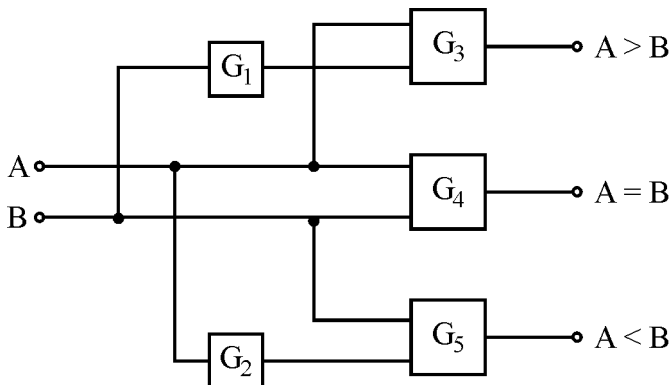 G₃ A > B
G₁
A
G₄ A = B
B
G₅ A < B
G₂